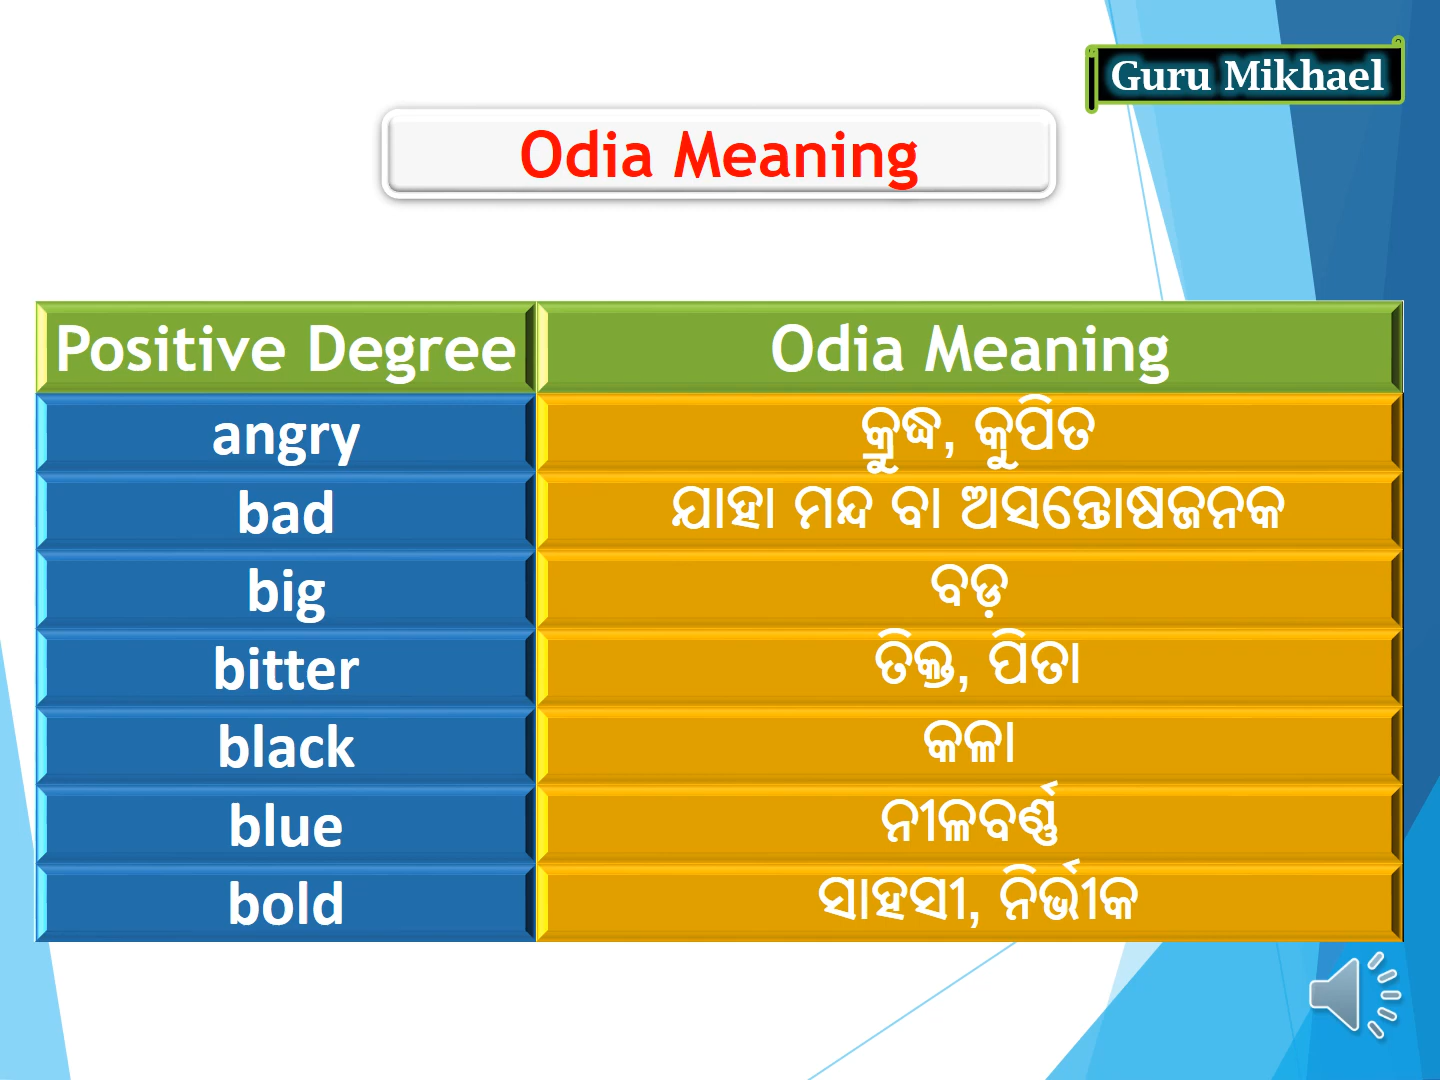 Guru Mikhael
Odia Meaning
Positive Degree Odia Meaning
angry କ୍ରୁଦ୍ଧ, କୁପିତ
bad ଯାହା ମନ୍ଦ ବା ଅସନ୍ତୋଷଜନକ
big ବଡ଼
bitter ତିକ୍ତ, ପିତା
black କଳା
blue ନୀଳବର୍ଣ୍ଣ
bold ସାହସୀ, ନିର୍ଭୀକ